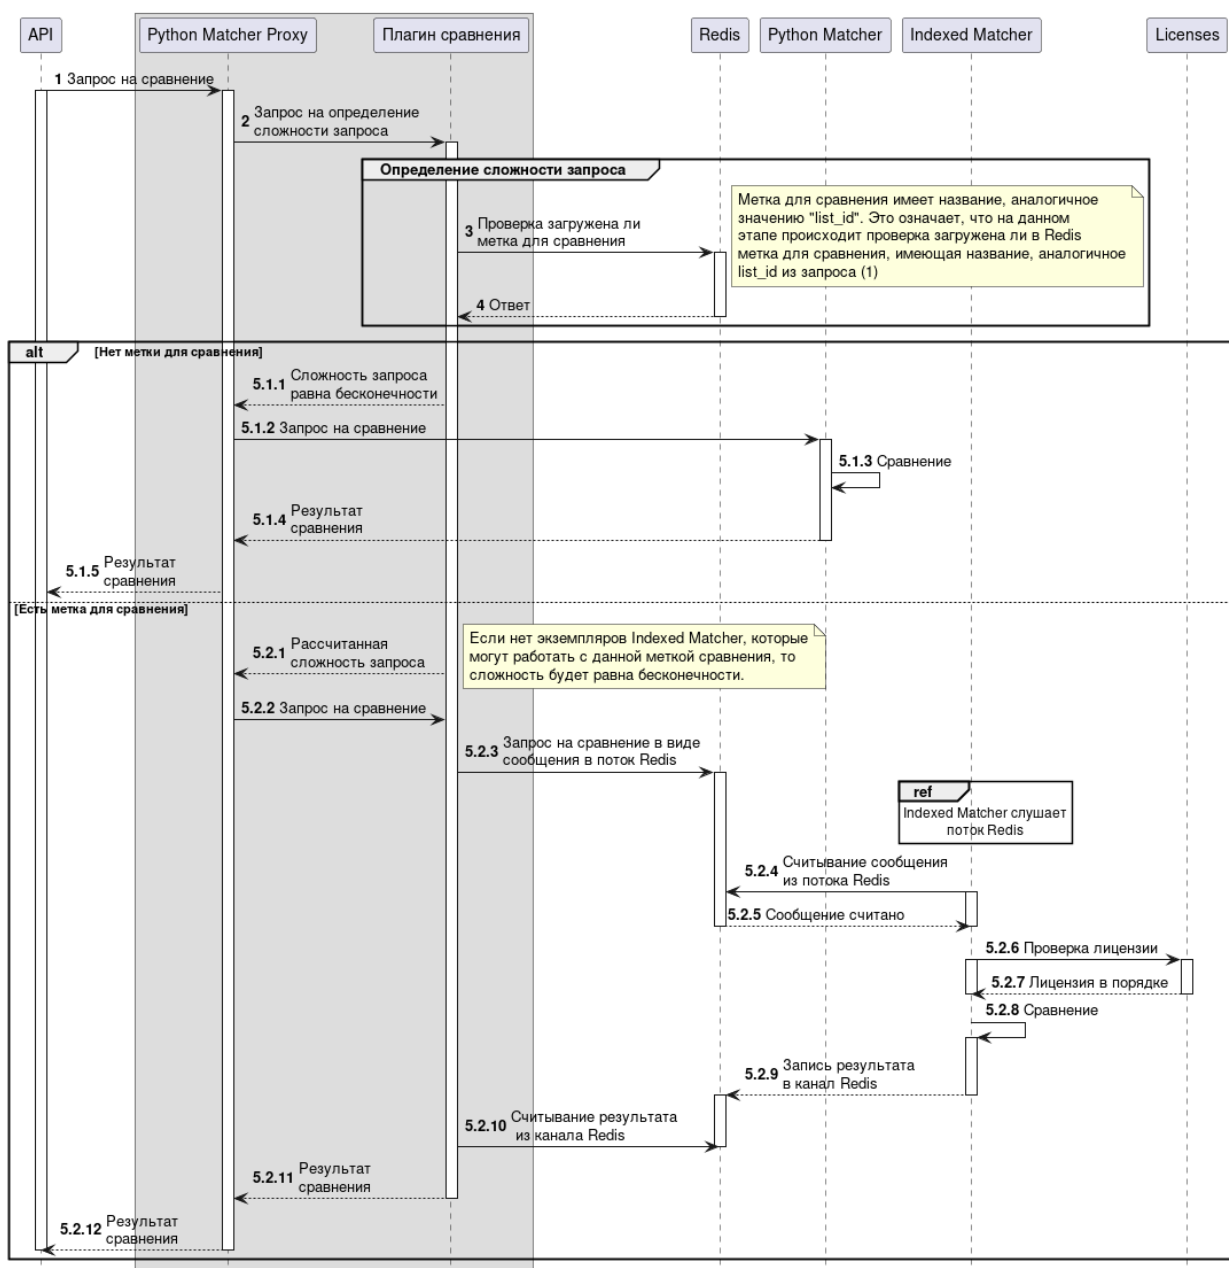 API
Python Matcher Proxy
Плагин сравнения
Redis
Python Matcher
Indexed Matcher
Licenses
1 Запрос на сравнение
2 Запрос на определение
сложности запроса
Определение сложности запроса
Метка для сравнения имеет название, аналогичное
значению "list_id". Это означает, что на данном
этапе происходит проверка загружена ли в Redis
метка для сравнения, имеющая название, аналогичное
list_id из запроса (1)
3 Проверка загружена ли
метка для сравнения
4 Ответ
alt
[Нет метки для сравнения]
5.1.1 Сложность запроса
равна бесконечности
5.1.2 Запрос на сравнение
5.1.3 Сравнение
5.1.4 Результат
сравнения
5.1.5 Результат
сравнения
[Есть метка для сравнения]
5.2.1 Рассчитанная
сложность запроса
Если нет экземпляров Indexed Matcher, которые
могут работать с данной меткой сравнения, то
сложность будет равна бесконечности.
5.2.2 Запрос на сравнение
5.2.3 Запрос на сравнение в виде
сообщения в поток Redis
ref
Indexed Matcher слушает
поток Redis
5.2.4 Считывание сообщения
из потока Redis
5.2.5 Сообщение считано
5.2.6 Проверка лицензии
5.2.7 Лицензия в порядке
5.2.8 Сравнение
5.2.9 Запись результата
в канал Redis
5.2.10 Считывание результата
из канала Redis
5.2.11 Результат
сравнения
5.2.12 Результат
сравнения